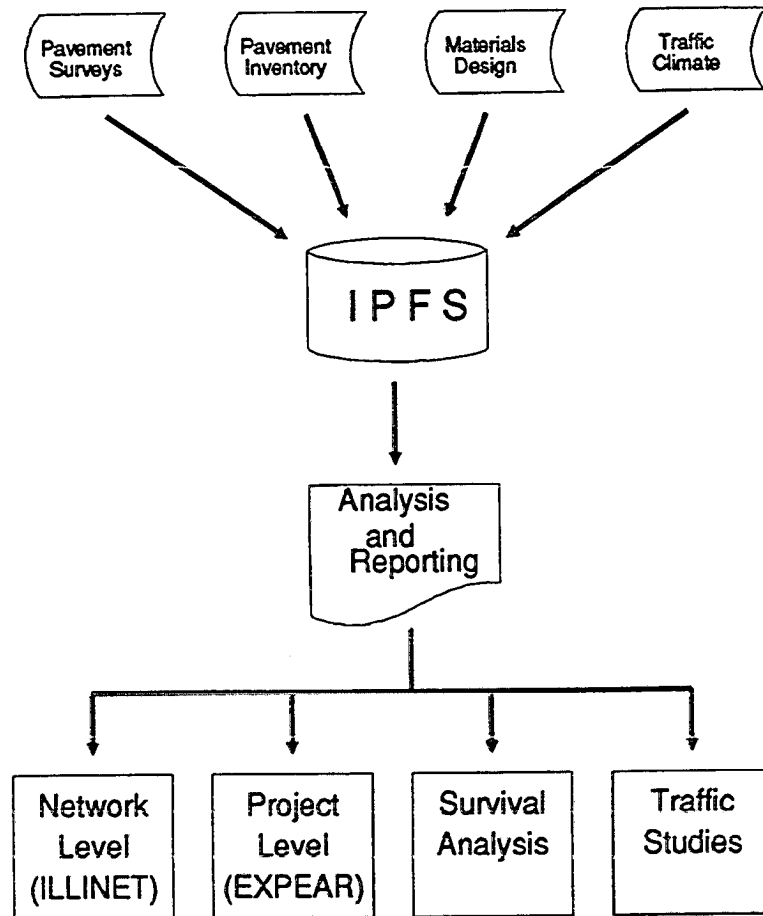 Pavement
Surveys
Pavement
Inventory
Materials
Design
Traffic
Climate
I P F S
Analysis
and
Reporting
Network
Level
(ILLINET)
Project
Level
(EXPEAR)
Survival
Analysis
Traffic
Studies